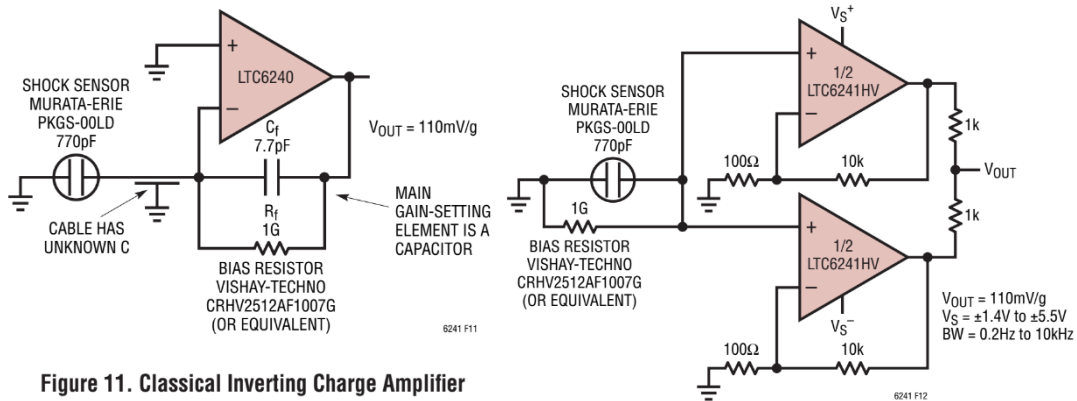 +
LTC6240
−
SHOCK SENSOR
MURATA-ERIE
PKGS-00LD
770pF
Cf
7.7pF
VOUT = 110mV/g
CABLE HAS
UNKNOWN C
Rf
1G
BIAS RESISTOR
VISHAY-TECHNO
CRHV2512AF1007G
(OR EQUIVALENT)
MAIN
GAIN-SETTING
ELEMENT IS A
CAPACITOR
6241 F11
Figure 11. Classical Inverting Charge Amplifier
VS+
+
1/2
LTC6241HV
−
SHOCK SENSOR
MURATA-ERIE
PKGS-00LD
770pF
100Ω
10k
1k
VOUT
1k
1G
BIAS RESISTOR
VISHAY-TECHNO
CRHV2512AF1007G
(OR EQUIVALENT)
+
1/2
LTC6241HV
−
VS−
100Ω
10k
VOUT = 110mV/g
VS = ±1.4V to ±5.5V
BW = 0.2Hz to 10kHz
6241 F12